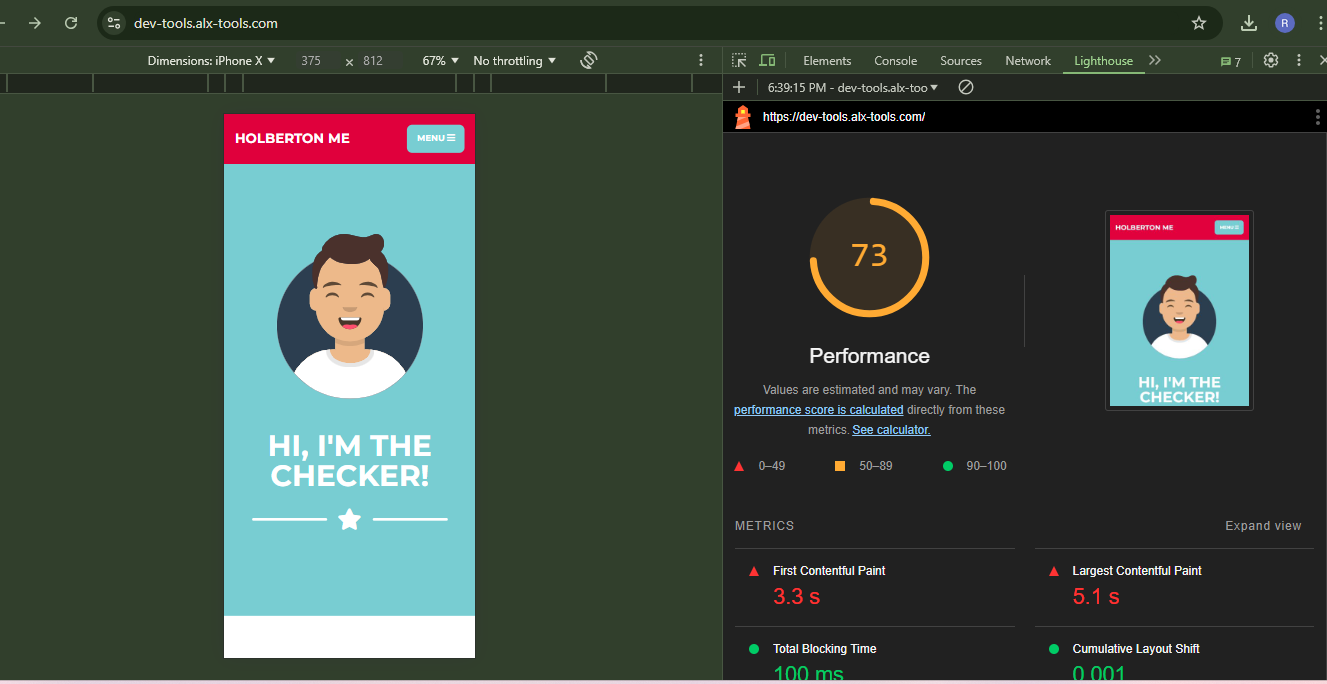 dev-tools.alx-tools.com
R
Dimensions: iPhone X 375 × 812 67% No throttling
Elements Console Sources Network Lighthouse 7
6:39:15 PM - dev-tools.alx-too
https://dev-tools.alx-tools.com/
HOLBERTON ME MENU
HI, I'M THE
CHECKER!
73
HOLBERTON ME MENU
HI, I'M THE
CHECKER!
Performance
Values are estimated and may vary. The
performance score is calculated directly from these
metrics. See calculator.
0–49 50–89 90–100
METRICS Expand view
First Contentful Paint
3.3 s
Largest Contentful Paint
5.1 s
Total Blocking Time
100 ms
Cumulative Layout Shift
0.001